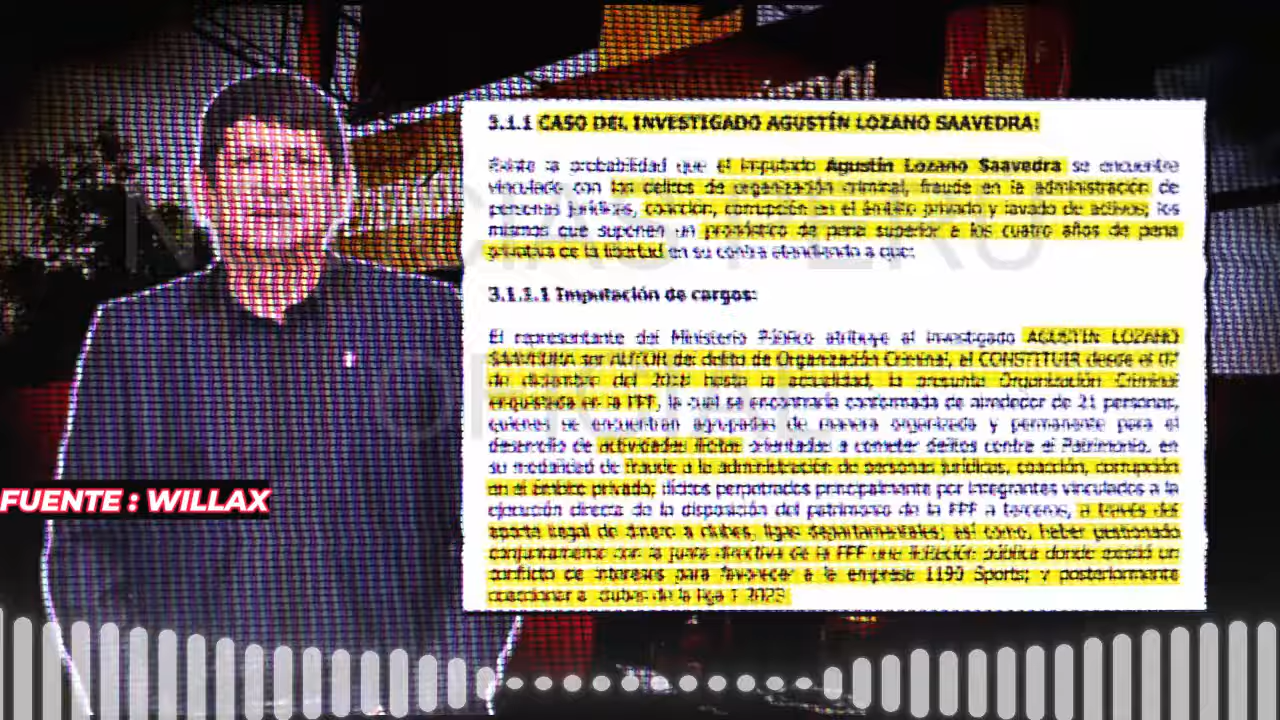 FPF
3.1.1 CASO DEL INVESTIGADO AGUSTÍN LOZANO SAAVEDRA:
Existe la probabilidad que el imputado Agustín Lozano Saavedra se encuentre
vinculado con los delitos de organización criminal, fraude en la administración de
personas jurídicas, coacción, corrupción en el ámbito privado y lavado de activos, los
mismos que suponen un pronóstico de pena superior a los cuatro años de pena
privativa de la libertad en su contra atendiendo a que:
3.1.1.1 Imputación de cargos:
El representante del Ministerio Público atribuye al investigado AGUSTÍN LOZANO
SAAVEDRA ser AUTOR del delito de Organización Criminal, al CONSTITUIR desde el 07
de diciembre del 2018 hasta la actualidad, la presunta Organización Criminal
enquistada en la FPF, la cual se encontraría conformada de alrededor de 21 personas,
quienes se encuentran agrupadas de manera organizada y permanente para el
desarrollo de actividades ilícitas orientadas a cometer delitos contra el Patrimonio, en
su modalidad de fraude a la administración de personas jurídicas, coacción, corrupción
en el ámbito privado; ilícitos perpetrados principalmente por integrantes vinculados a la
ejecución directa de la disposición del patrimonio de la FPF a terceros, a través del
aporte ilegal de dinero a clubes, ligas departamentales; así como, haber gestionado
conjuntamente con la junta directiva de la FPF una licitación pública donde existió un
conflicto de intereses para favorecer a la empresa 1190 Sports; y posteriormente
coaccionar a clubes de la liga 1 2023
FUENTE : WILLAX